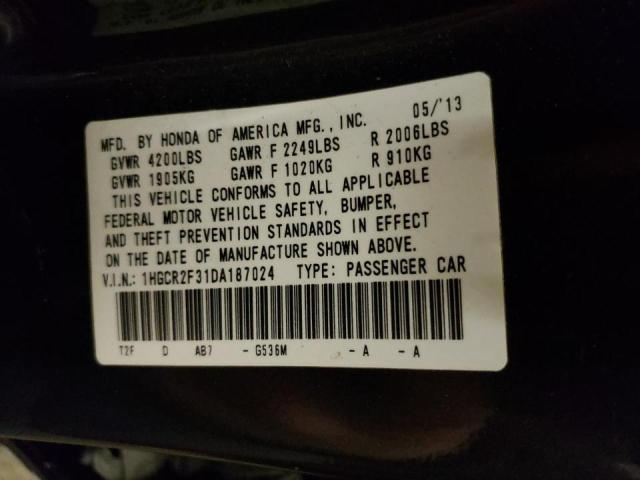 MFD. BY HONDA OF AMERICA MFG., INC. 05/'13
GVWR 4200LBS GAWR F 2249LBS R 2006LBS
GVWR 1905KG GAWR F 1020KG R 910KG
THIS VEHICLE CONFORMS TO ALL APPLICABLE
FEDERAL MOTOR VEHICLE SAFETY, BUMPER,
AND THEFT PREVENTION STANDARDS IN EFFECT
ON THE DATE OF MANUFACTURE SHOWN ABOVE.
V.I.N.: 1HGCR2F31DA187024 TYPE: PASSENGER CAR
T2F D AB7 - G536M - A - A